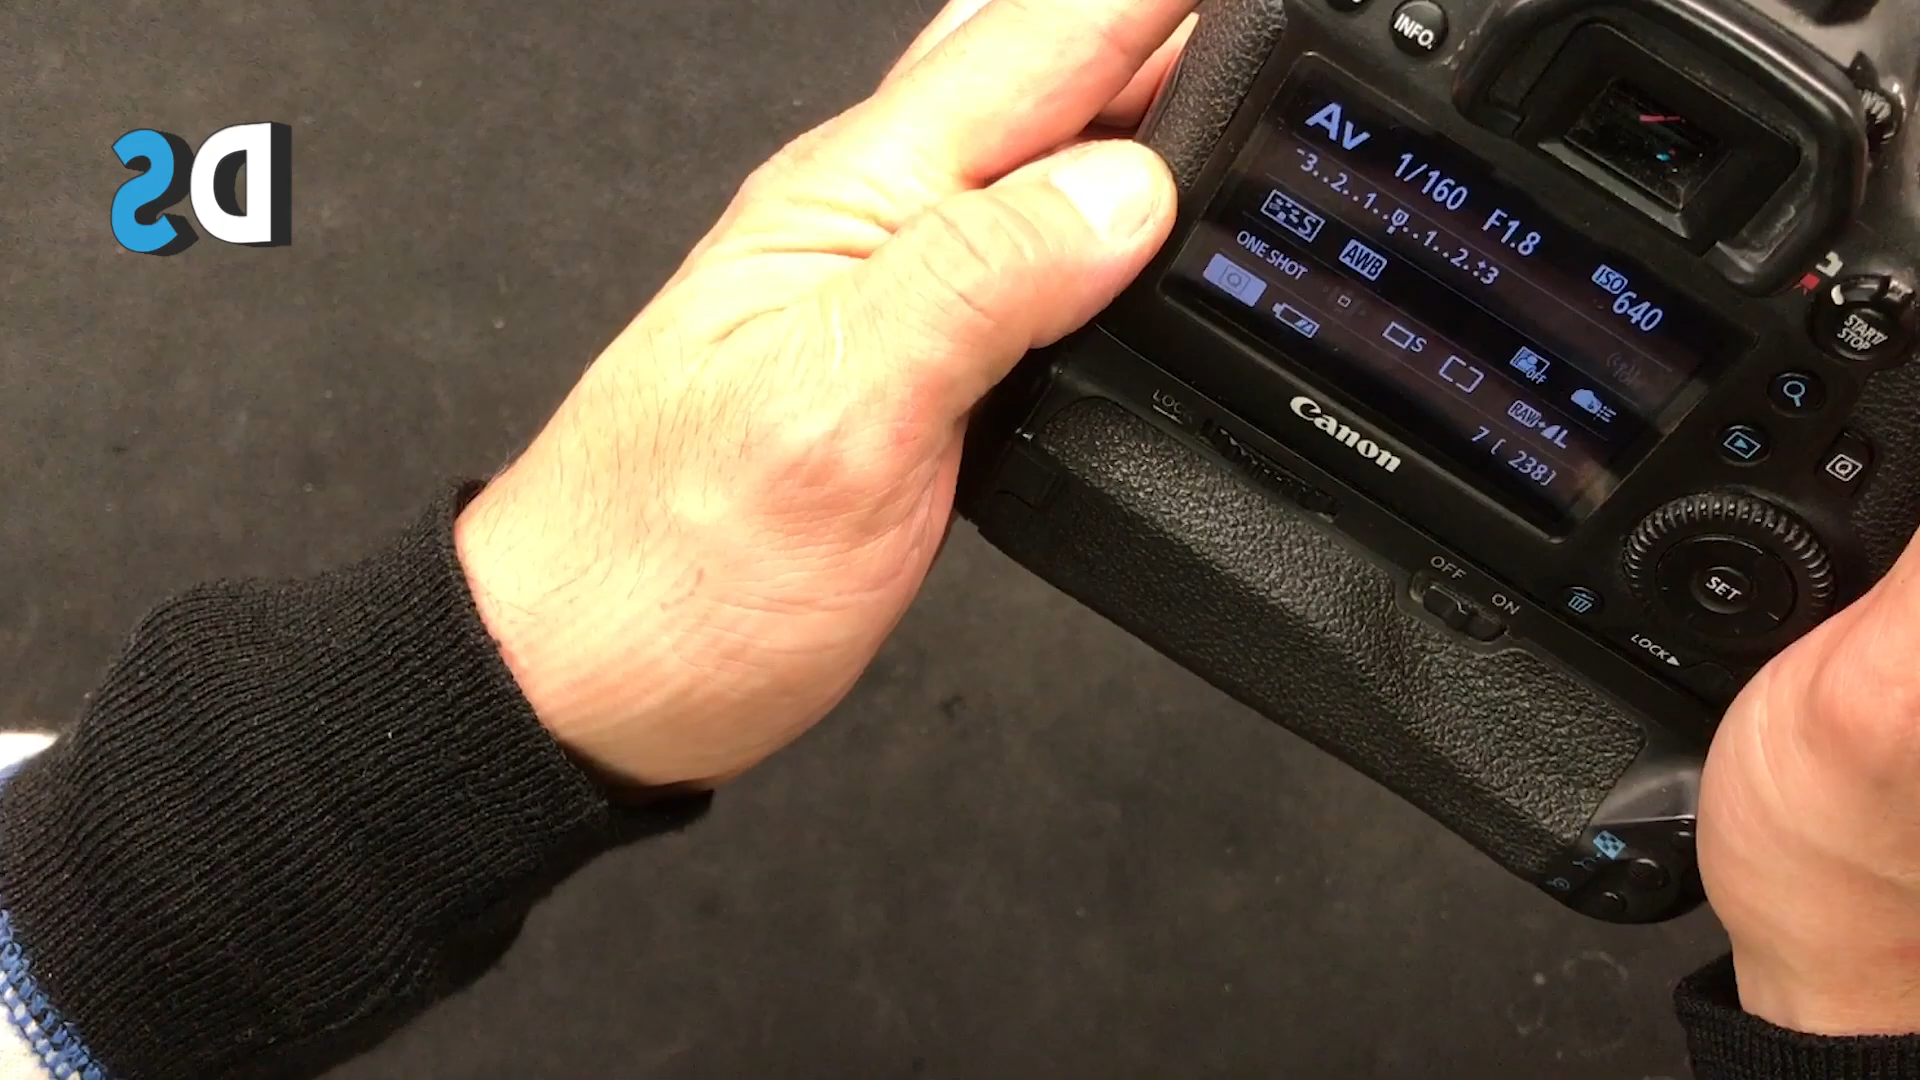 DS
INFO.
Av 1/160 F1.8 ISO 640
-3..2..1..0..1..2..+3
S AWB
ONE SHOT S OFF
Q RAW+L
7 [ 238]
Canon
START/
STOP
Q
SET
LOCK
OFF ON
LOCK